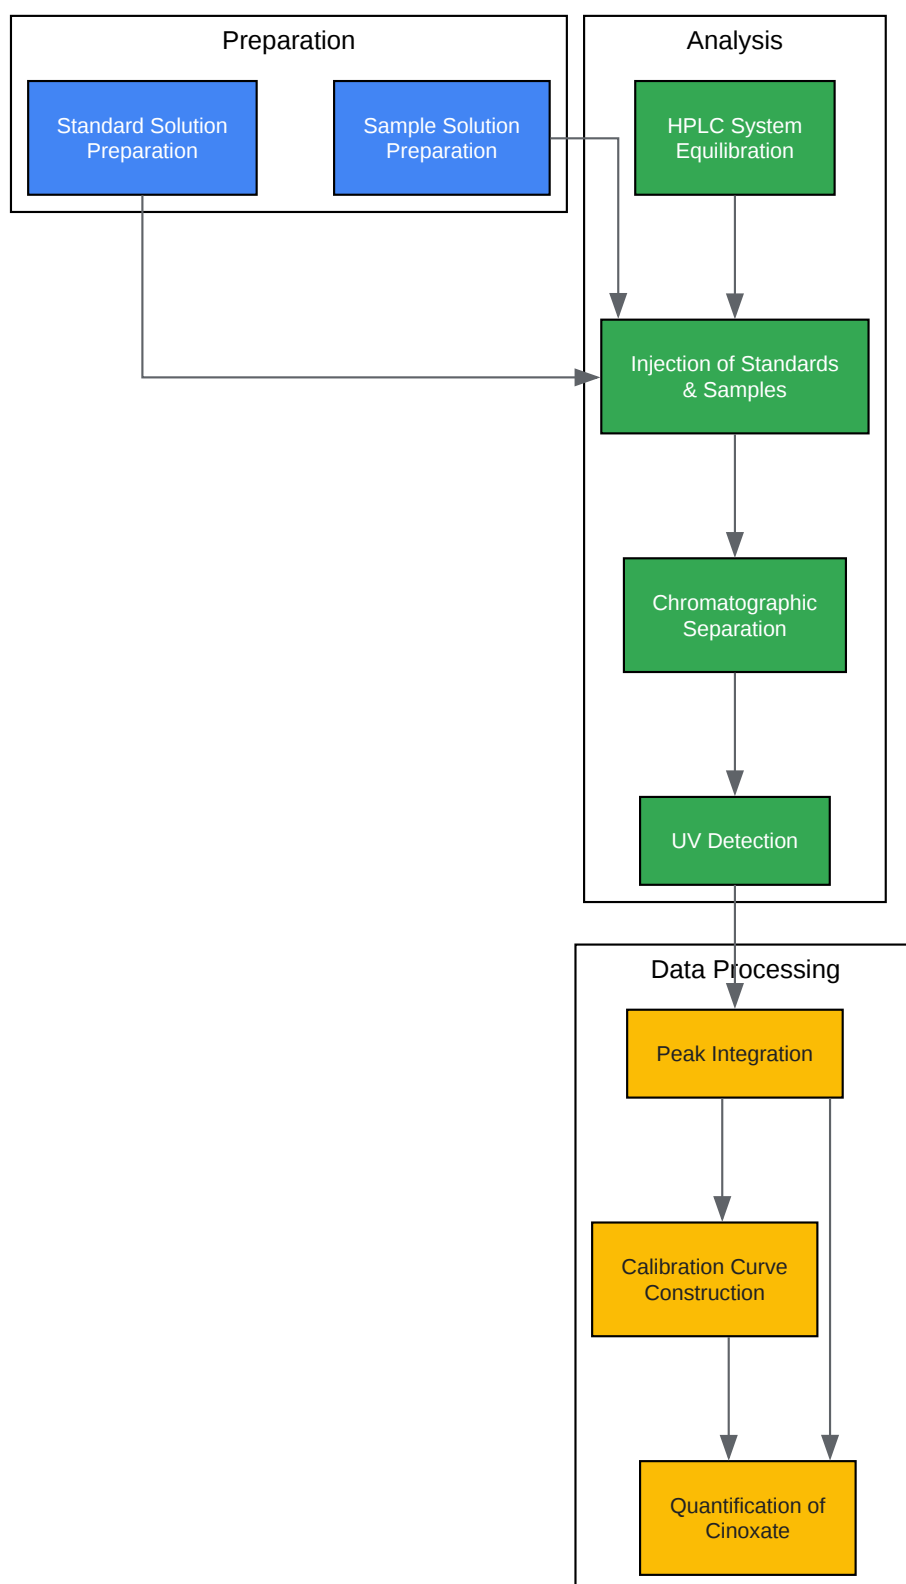 Preparation
Standard Solution
Preparation
Sample Solution
Preparation
Analysis
HPLC System
Equilibration
Injection of Standards
& Samples
Chromatographic
Separation
UV Detection
Data Processing
Peak Integration
Calibration Curve
Construction
Quantification of
Cinoxate